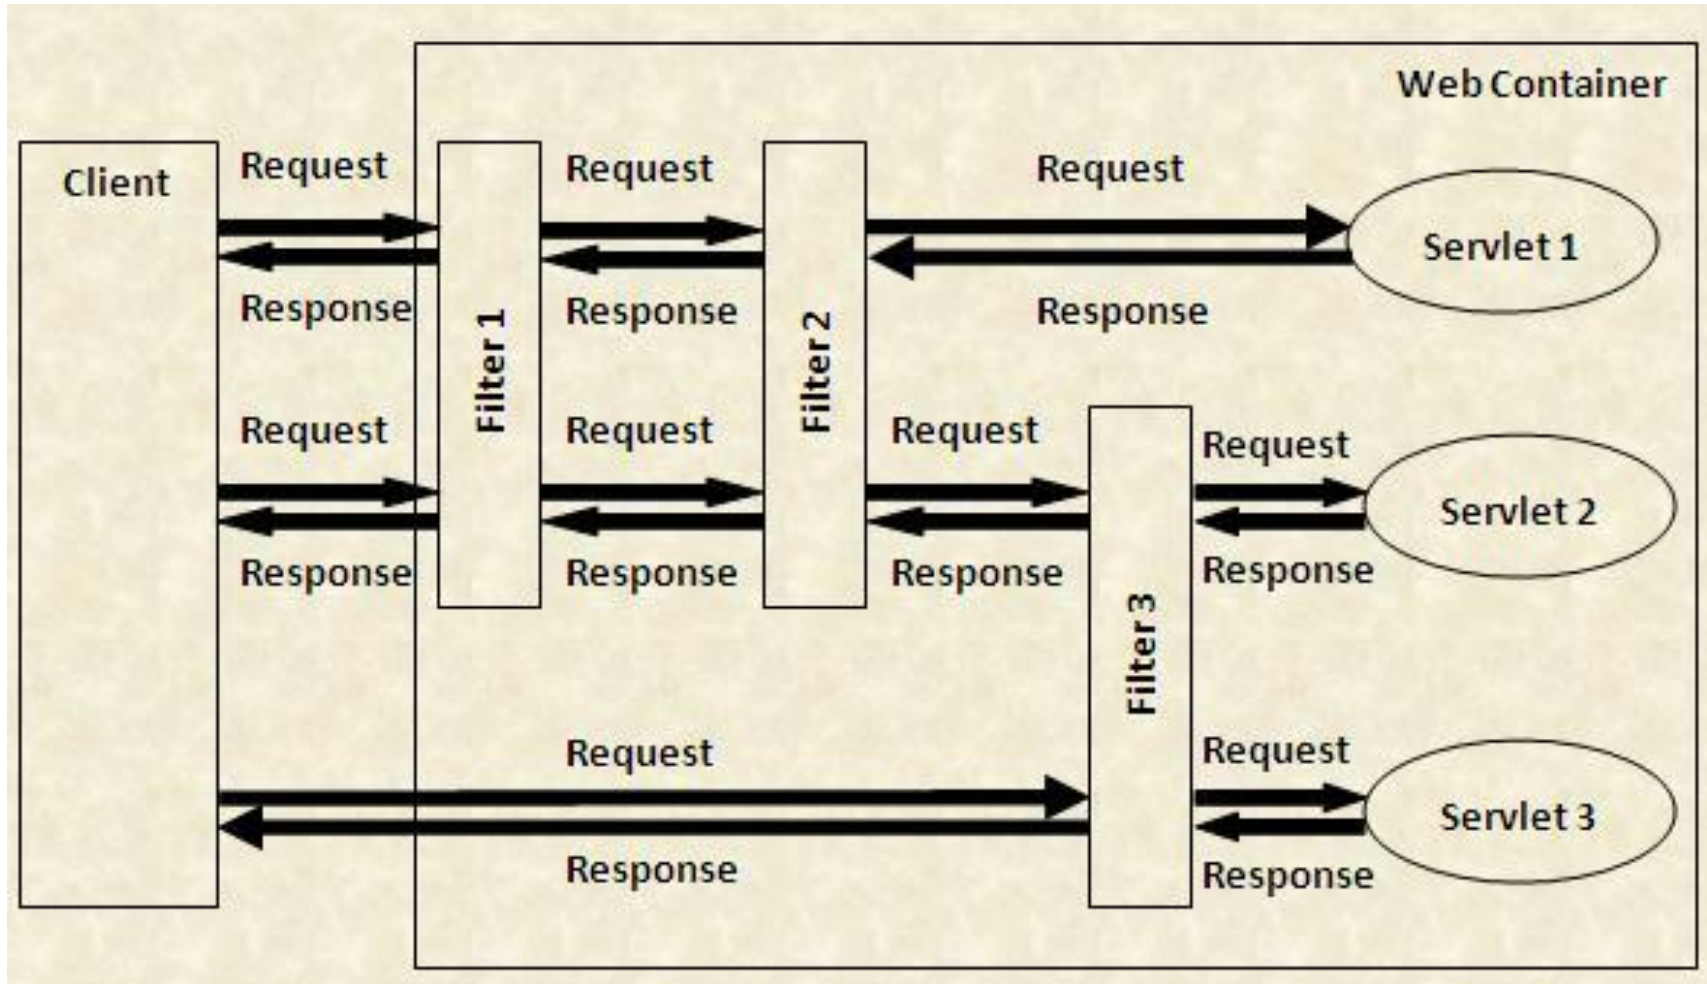 Web Container
Client
Request
Request
Request
Servlet 1
Response
Response
Response
Filter 1
Filter 2
Request
Request
Request
Request
Servlet 2
Response
Response
Response
Response
Filter 3
Request
Request
Servlet 3
Response
Response